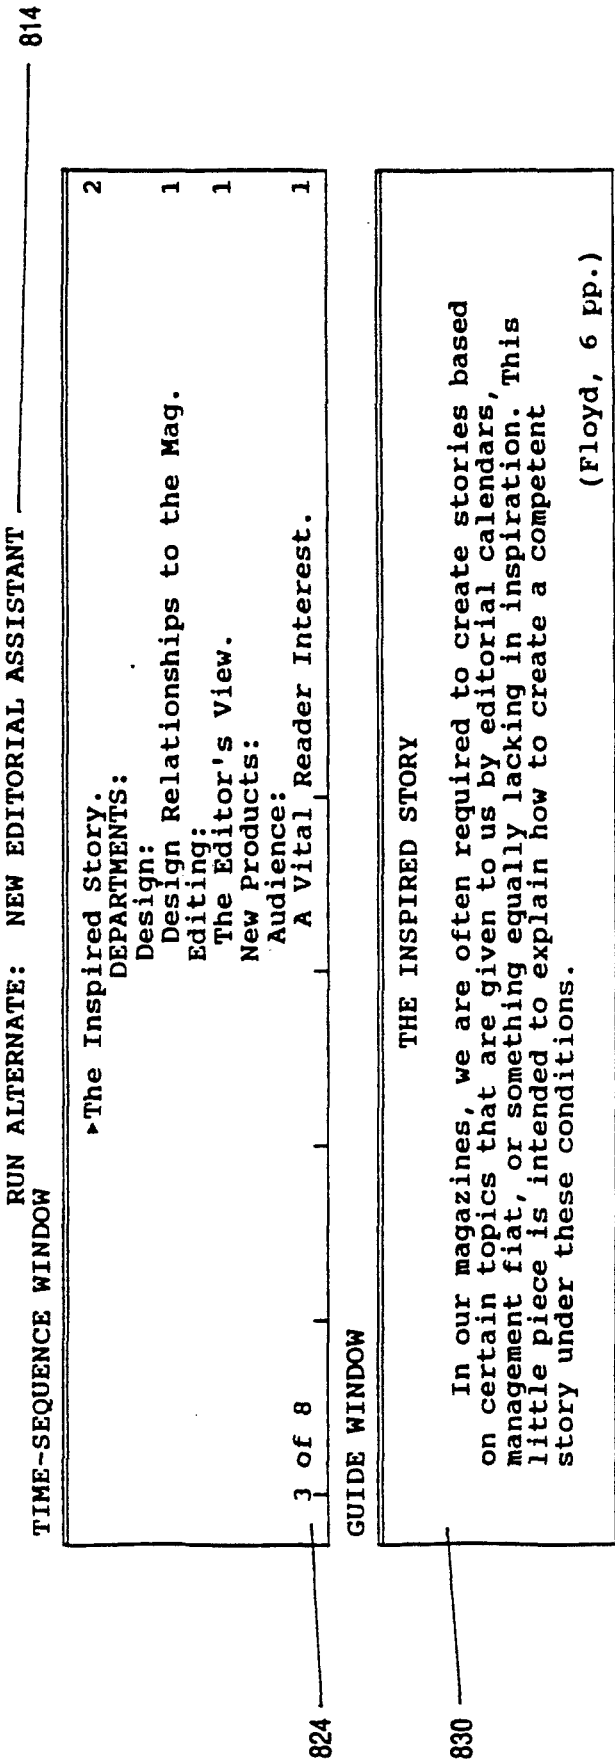 RUN ALTERNATE: NEW EDITORIAL ASSISTANT 814
TIME-SEQUENCE WINDOW
▸The Inspired Story. 2
DEPARTMENTS:
Design:
Design Relationships to the Mag. 1
Editing:
The Editor's View. 1
New Products:
Audience:
3 of 8 A Vital Reader Interest. 1
824
GUIDE WINDOW
THE INSPIRED STORY
830
In our magazines, we are often required to create stories based
on certain topics that are given to us by editorial calendars,
management fiat, or something equally lacking in inspiration. This
little piece is intended to explain how to create a competent
story under these conditions.
(Floyd, 6 pp.)